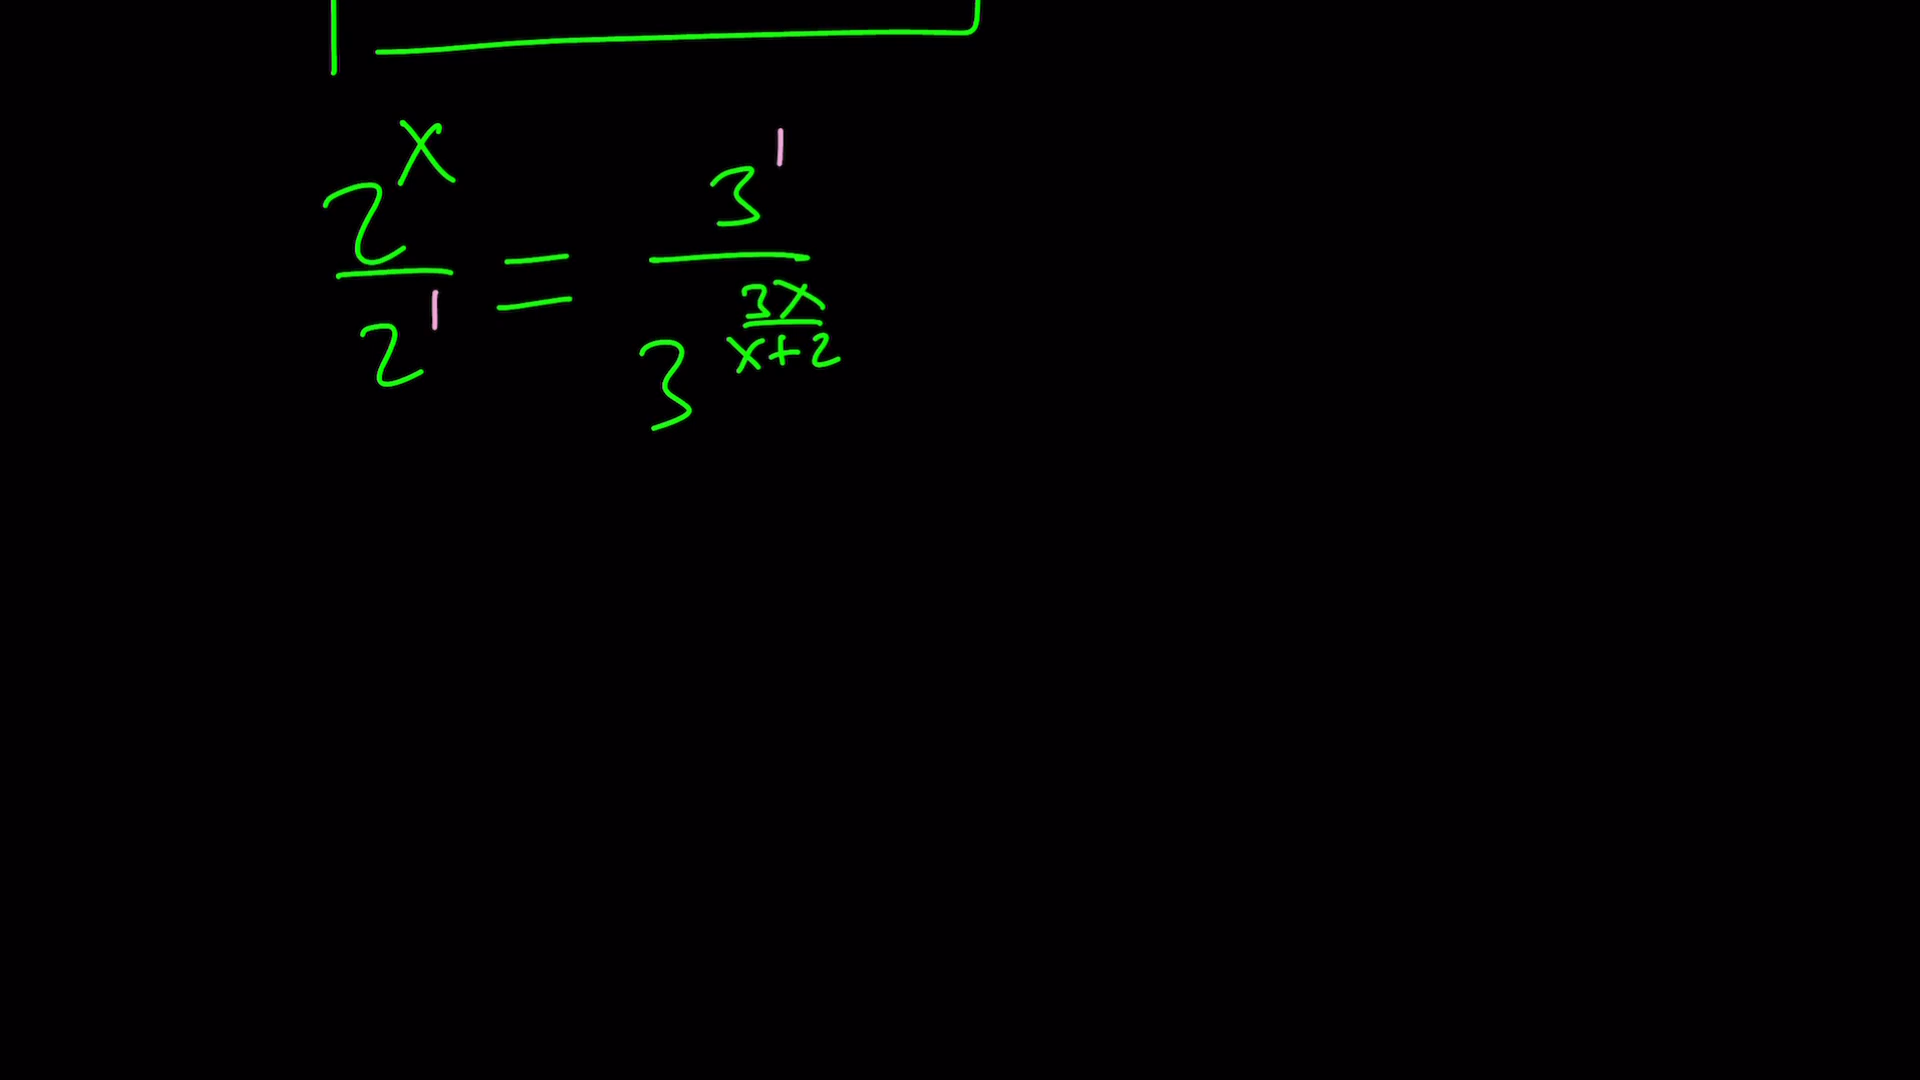 2^x / 2^1 = 3^1 / 3^(3x/(x+2))